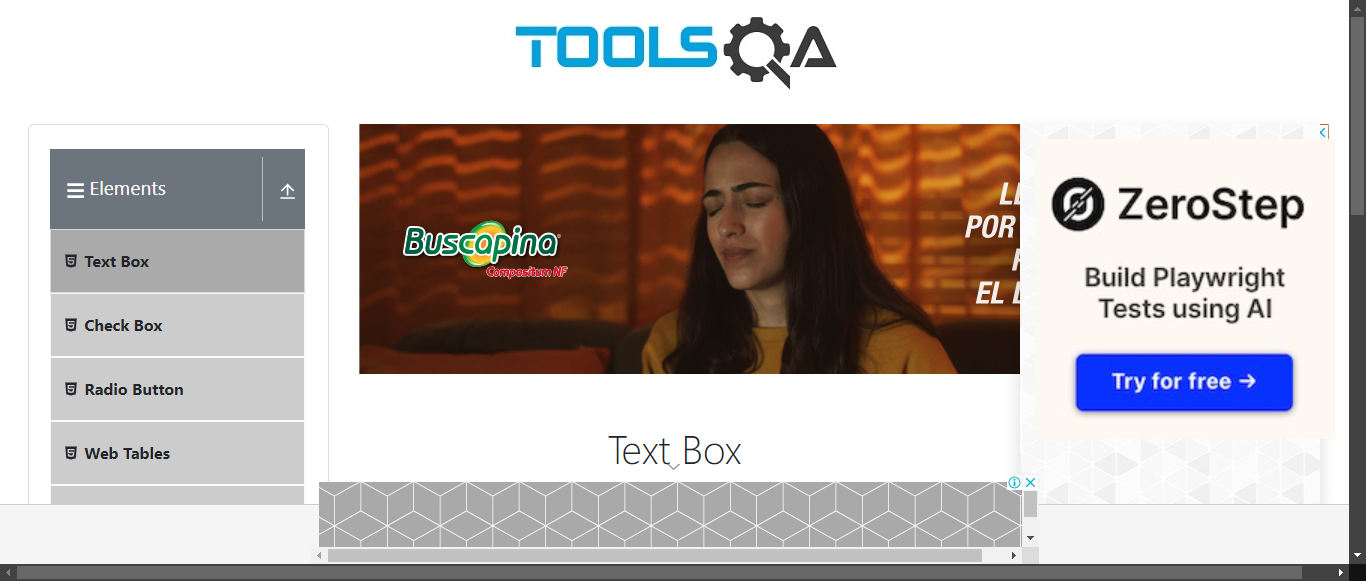 TOOLSQA
Elements
Text Box
Check Box
Radio Button
Web Tables
Buscapina
Compositum NF
POR
EL
Text Box
ZeroStep
Build Playwright
Tests using AI
Try for free →